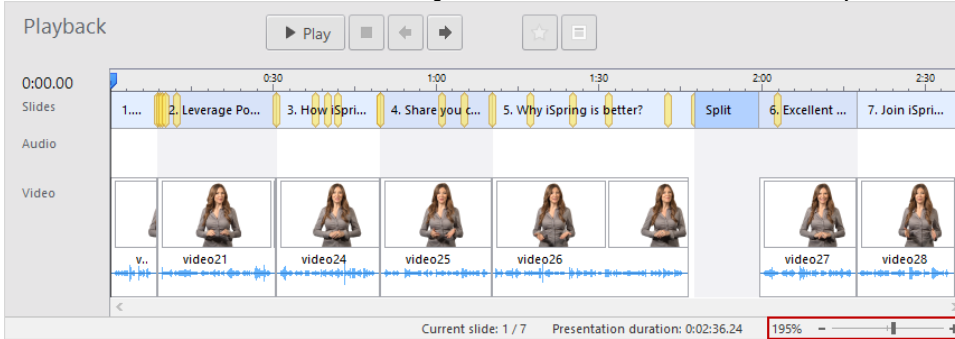 Playback
Play
0:00.00
0:30 1:00 1:30 2:00 2:30
Slides
1.... 2. Leverage Po... 3. How iSpri... 4. Share you c... 5. Why iSpring is better? Split 6. Excellent ... 7. Join iSpri...
Audio
Video
v.. video21 video24 video25 video26 video27 video28
Current slide: 1 / 7 Presentation duration: 0:02:36.24 195%